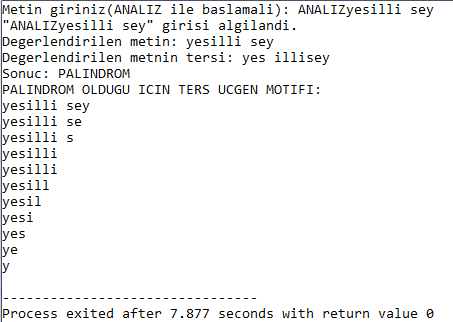 Metin giriniz(ANALIZ ile baslamali): ANALIZyesilli sey
"ANALIZyesilli sey" girisi algilandi.
Degerlendirilen metin: yesilli sey
Degerlendirilen metnin tersi: yes illisey
Sonuc: PALINDROM
PALINDROM OLDUGU ICIN TERS UCGEN MOTIFI:
yesilli sey
yesilli se
yesilli s
yesilli
yesilli
yesill
yesil
yesi
yes
ye
y
--------------------------------
Process exited after 7.877 seconds with return value 0